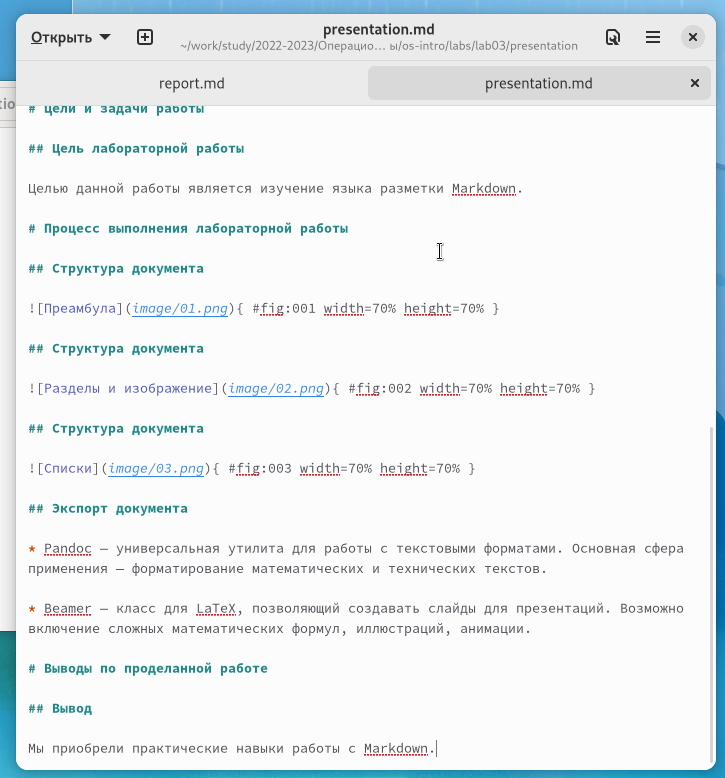 Открыть
presentation.md
~/work/study/2022-2023/Операцио… ы/os-intro/labs/lab03/presentation
report.md
presentation.md
# Цели и задачи работы
## Цель лабораторной работы
Целью данной работы является изучение языка разметки Markdown.
# Процесс выполнения лабораторной работы
## Структура документа
![Преамбула](image/01.png){ #fig:001 width=70% height=70% }
## Структура документа
![Разделы и изображение](image/02.png){ #fig:002 width=70% height=70% }
## Структура документа
![Списки](image/03.png){ #fig:003 width=70% height=70% }
## Экспорт документа
* Pandoc — универсальная утилита для работы с текстовыми форматами. Основная сфера
применения — форматирование математических и технических текстов.
* Beamer — класс для LaTeX, позволяющий создавать слайды для презентаций. Возможно
включение сложных математических формул, иллюстраций, анимации.
# Выводы по проделанной работе
## Вывод
Мы приобрели практические навыки работы с Markdown.